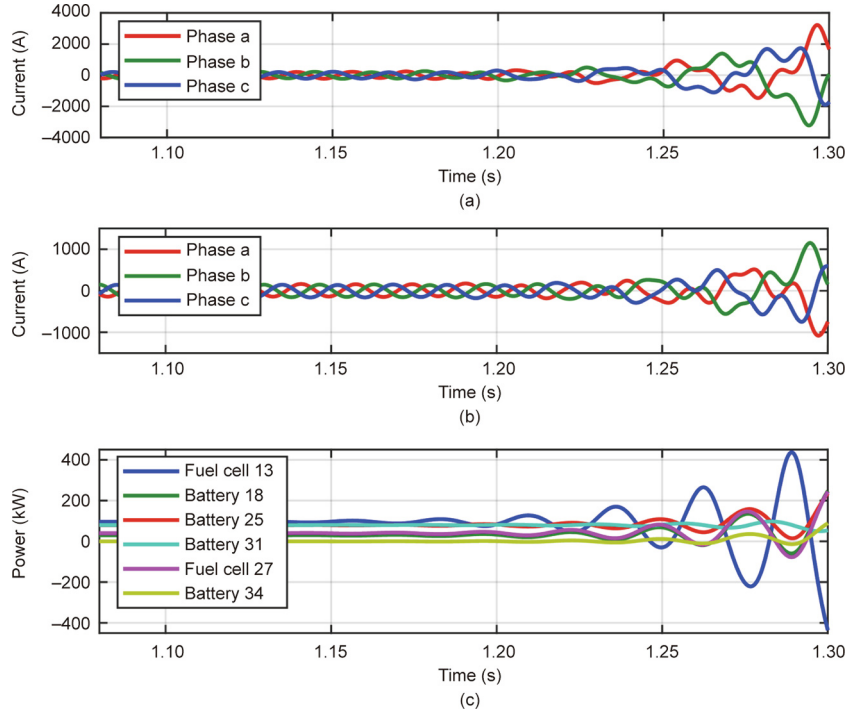 4000
2000
0
−2000
−4000
Current (A)
Phase a
Phase b
Phase c
1.10 1.15 1.20 1.25 1.30
Time (s)
(a)
1000
0
−1000
Current (A)
Phase a
Phase b
Phase c
1.10 1.15 1.20 1.25 1.30
Time (s)
(b)
400
200
0
−200
−400
Power (kW)
Fuel cell 13
Battery 18
Battery 25
Battery 31
Fuel cell 27
Battery 34
1.10 1.15 1.20 1.25 1.30
Time (s)
(c)